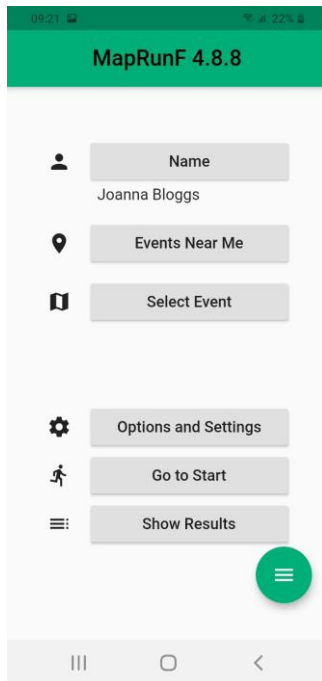 09:21 22%
MapRunF 4.8.8
Name
Joanna Bloggs
Events Near Me
Select Event
Options and Settings
Go to Start
Show Results